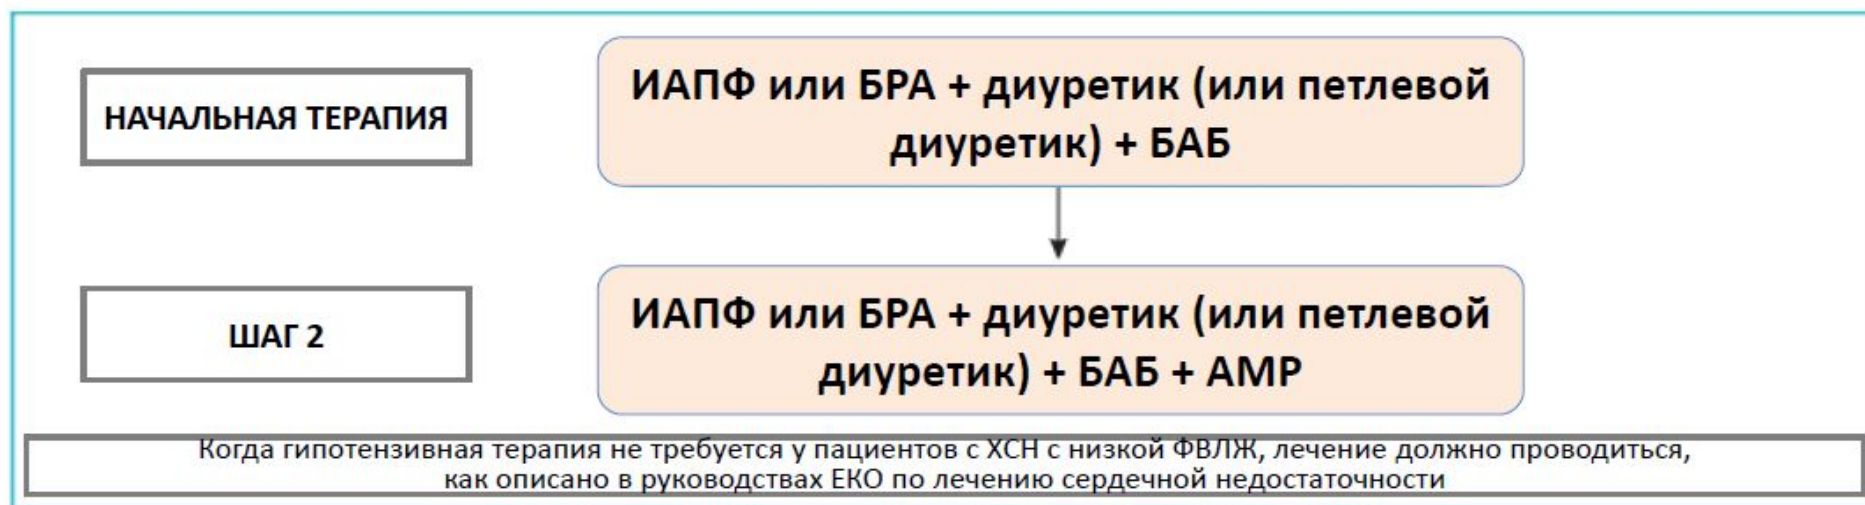 НАЧАЛЬНАЯ ТЕРАПИЯ
ИАПФ или БРА + диуретик (или петлевой
диуретик) + БАБ
ШАГ 2
ИАПФ или БРА + диуретик (или петлевой
диуретик) + БАБ + АМР
Когда гипотензивная терапия не требуется у пациентов с ХСН с низкой ФВЛЖ, лечение должно проводиться,
как описано в руководствах ЕКО по лечению сердечной недостаточности